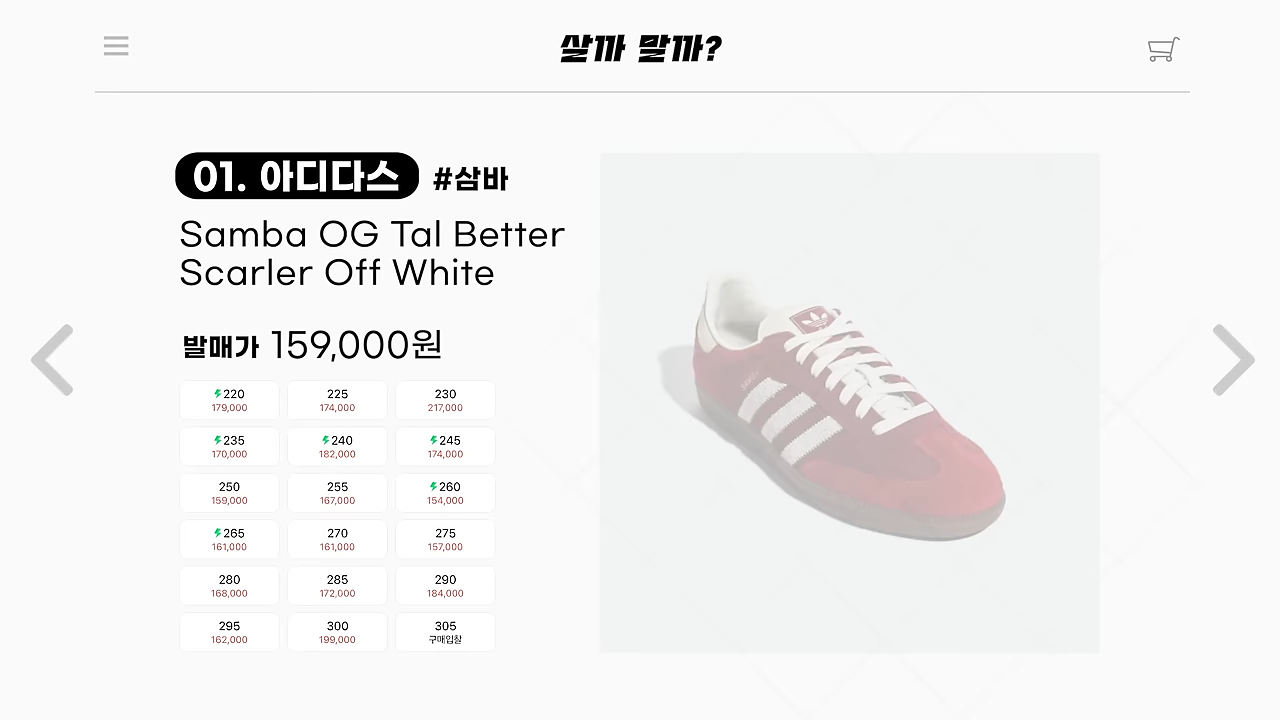 살까 말까?
01. 아디다스 #삼바
Samba OG Tal Better
Scarler Off White
발매가 159,000원
220 225 230
179,000 174,000 217,000
235 240 245
170,000 182,000 174,000
250 255 260
159,000 167,000 154,000
265 270 275
161,000 161,000 157,000
280 285 290
168,000 172,000 184,000
295 300 305
162,000 199,000 구매입찰